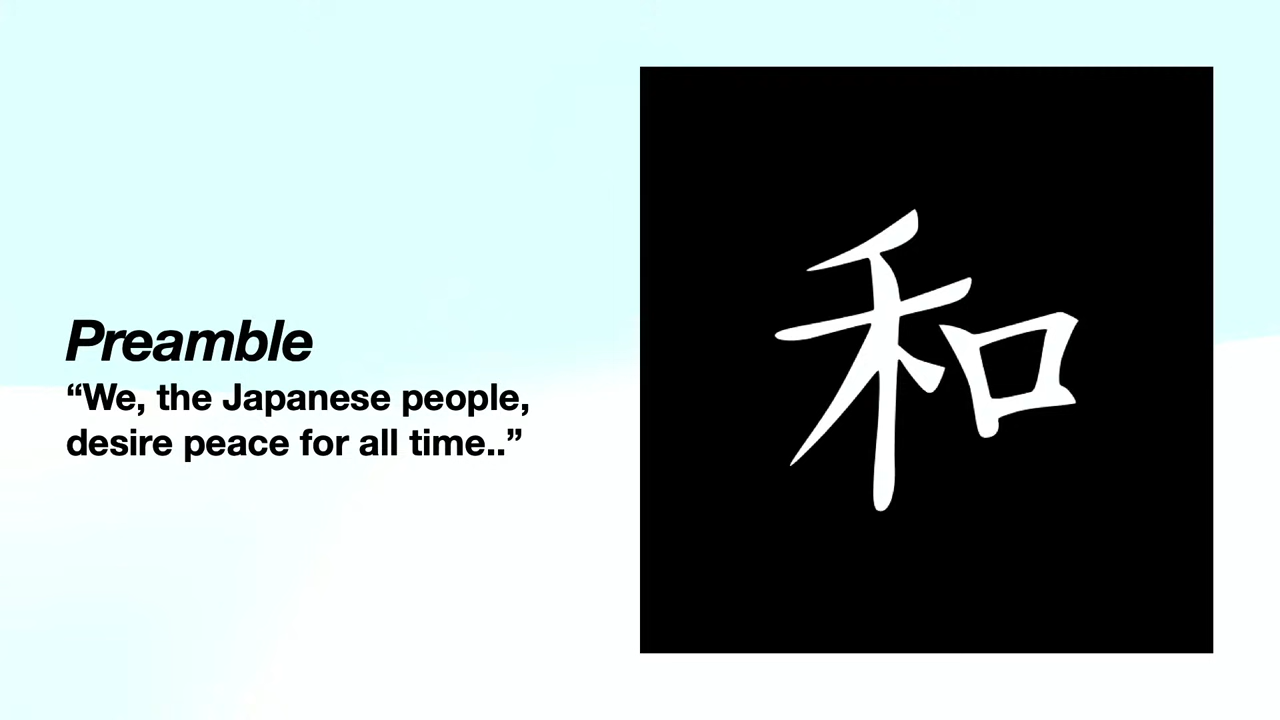 Preamble
“We, the Japanese people,
desire peace for all time..”
和